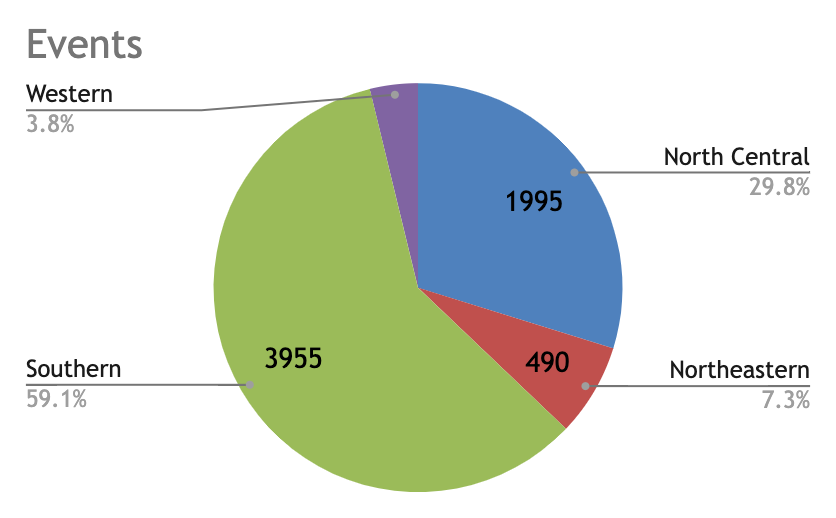 Events
Western
3.8%
North Central
29.8%
1995
3955
490
Southern
59.1%
Northeastern
7.3%